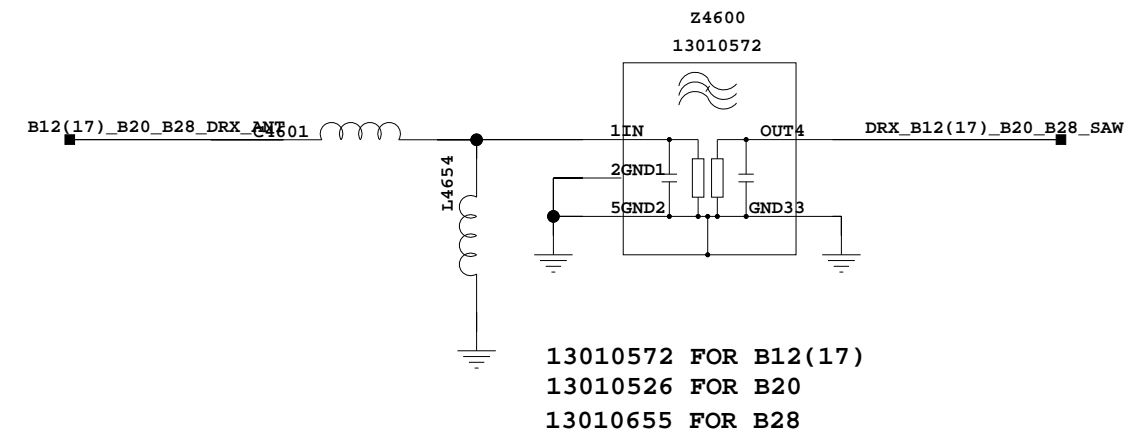 Z4600
13010572
B12(17)_B20_B28_DRX_ANT
C4601
1IN
OUT4
DRX_B12(17)_B20_B28_SAW
L4654
2GND1
5GND2
GND33
13010572 FOR B12(17)
13010526 FOR B20
13010655 FOR B28